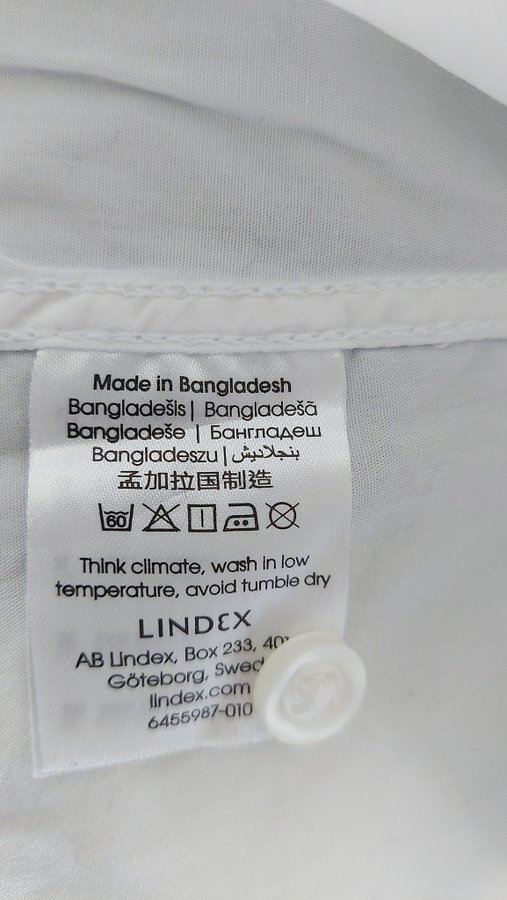 Made in Bangladesh
Bangladešis | Bangladešā
Bangladeše | Бангладеш
Bangladeszu | بنجلاديش
孟加拉国制造
60
Think climate, wash in low
temperature, avoid tumble dry
LINDEX
AB Lindex, Box 233,
Göteborg,
lindex.com
6455987-010